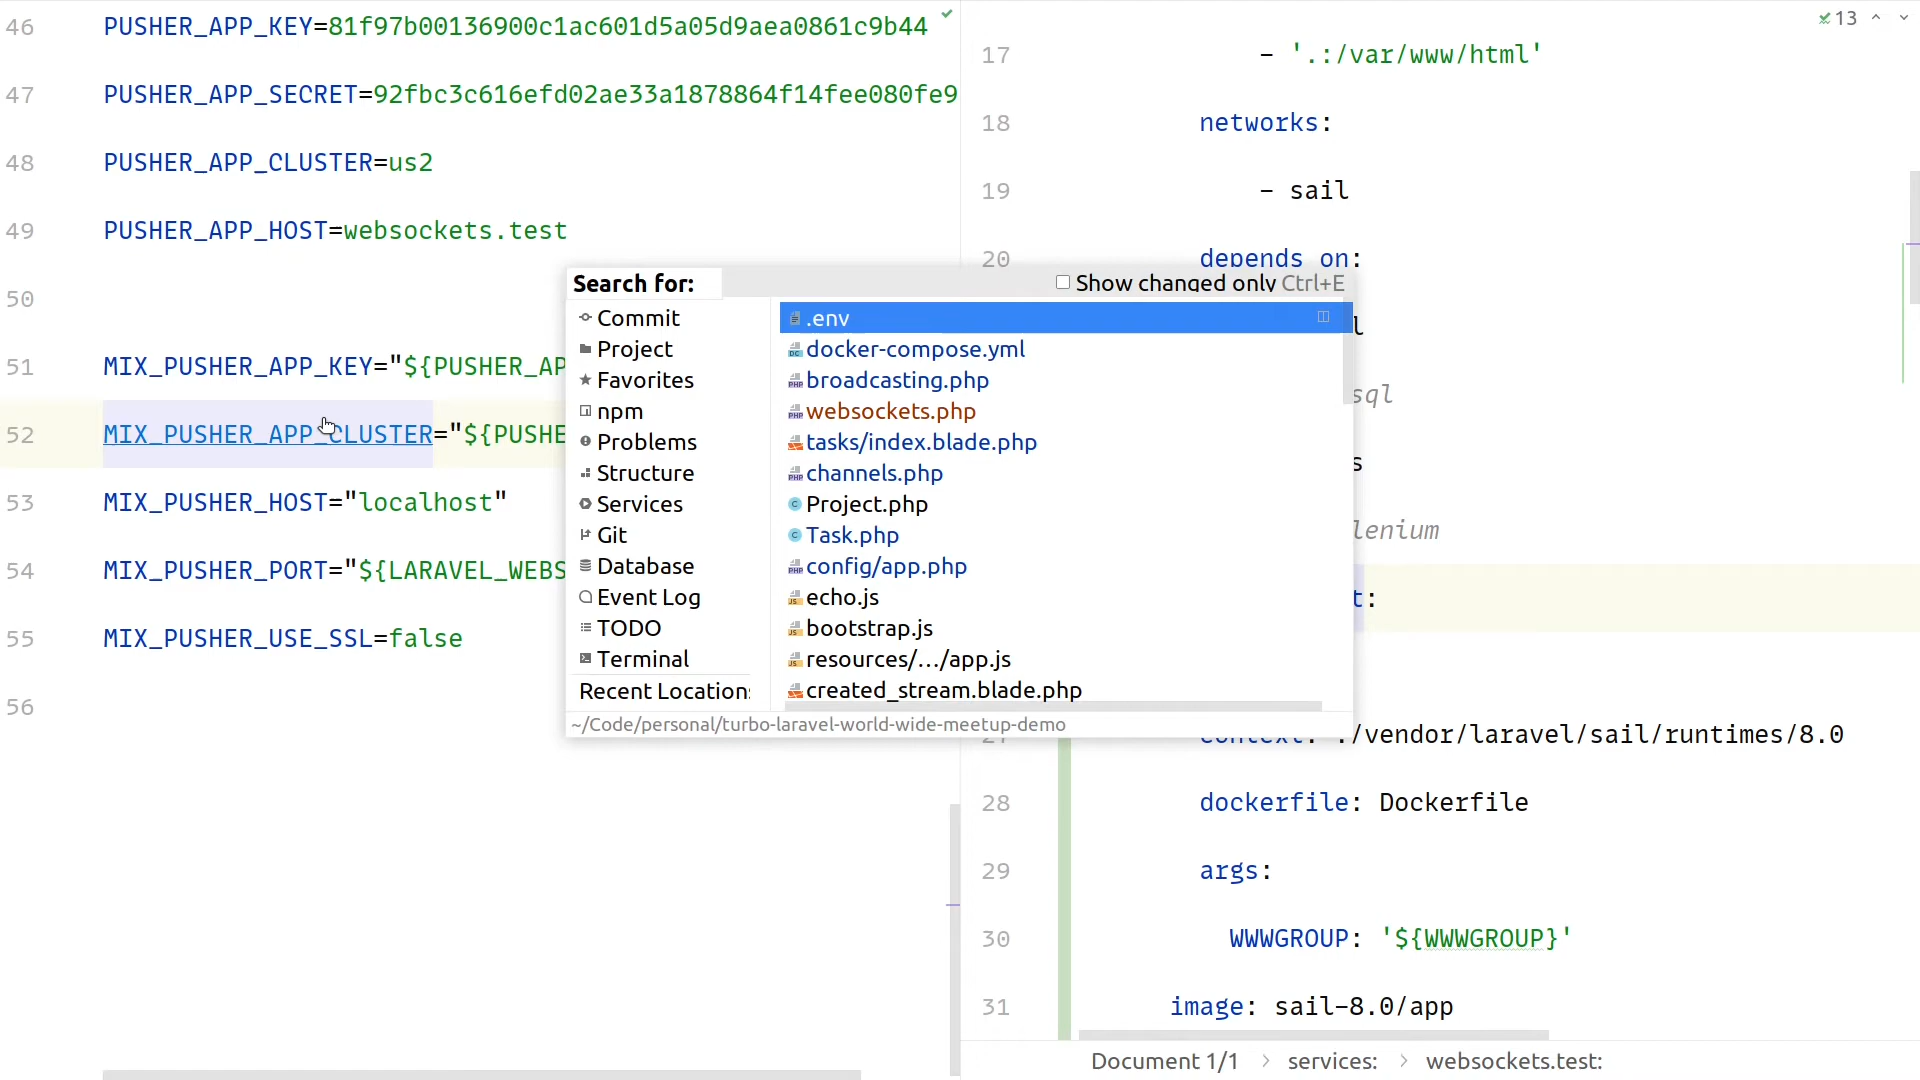 46 PUSHER_APP_KEY=81f97b00136900c1ac601d5a05d9aea0861c9b44
47 PUSHER_APP_SECRET=92fbc3c616efd02ae33a1878864f14fee080fe9
48 PUSHER_APP_CLUSTER=us2
49 PUSHER_APP_HOST=websockets.test
50
51 MIX_PUSHER_APP_KEY="${PUSHER_AP
52 MIX_PUSHER_APP_CLUSTER="${PUSHE
53 MIX_PUSHER_HOST="localhost"
54 MIX_PUSHER_PORT="${LARAVEL_WEBS
55 MIX_PUSHER_USE_SSL=false
56
Search for:
Show changed only Ctrl+E
Commit
Project
Favorites
npm
Problems
Structure
Services
Git
Database
Event Log
TODO
Terminal
Recent Locations
.env
docker-compose.yml
broadcasting.php
websockets.php
tasks/index.blade.php
channels.php
Project.php
Task.php
config/app.php
echo.js
bootstrap.js
resources/.../app.js
created_stream.blade.php
~/Code/personal/turbo-laravel-world-wide-meetup-demo
13
17 - '.:/var/www/html'
18 networks:
19 - sail
20 depends_on:
l
sql
s
lenium
t:
27 context: ./vendor/laravel/sail/runtimes/8.0
28 dockerfile: Dockerfile
29 args:
30 WWWGROUP: '${WWWGROUP}'
31 image: sail-8.0/app
Document 1/1 > services: > websockets.test: